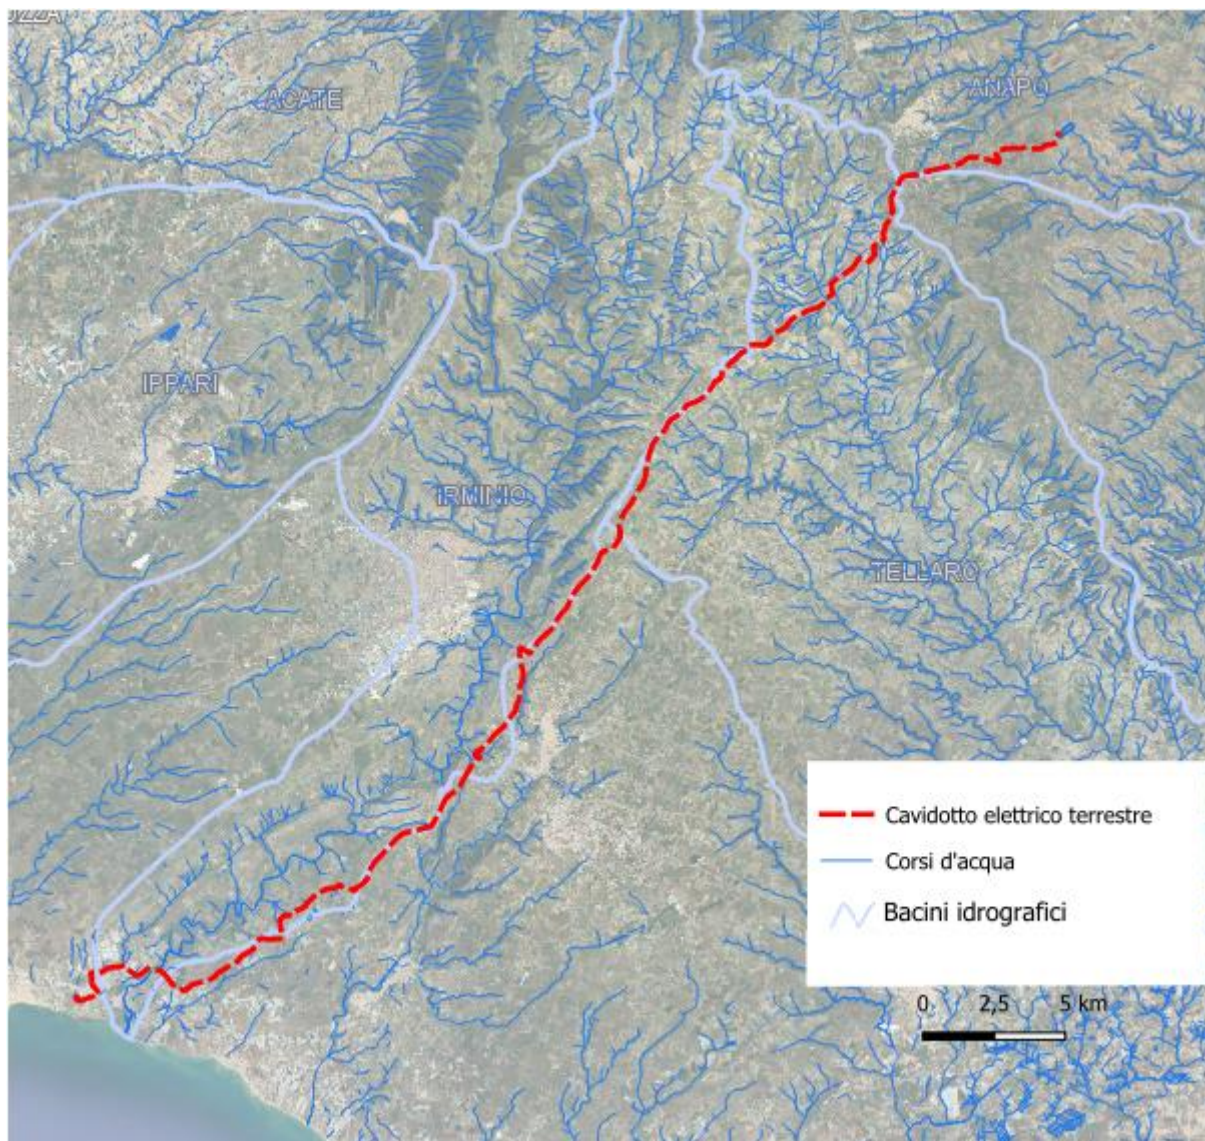 ACATE
ANAPO
IPPARI
IRMINIO
TELLARO
Cavidotto elettrico terrestre
Corsi d'acqua
Bacini idrografici
0 2,5 5 km